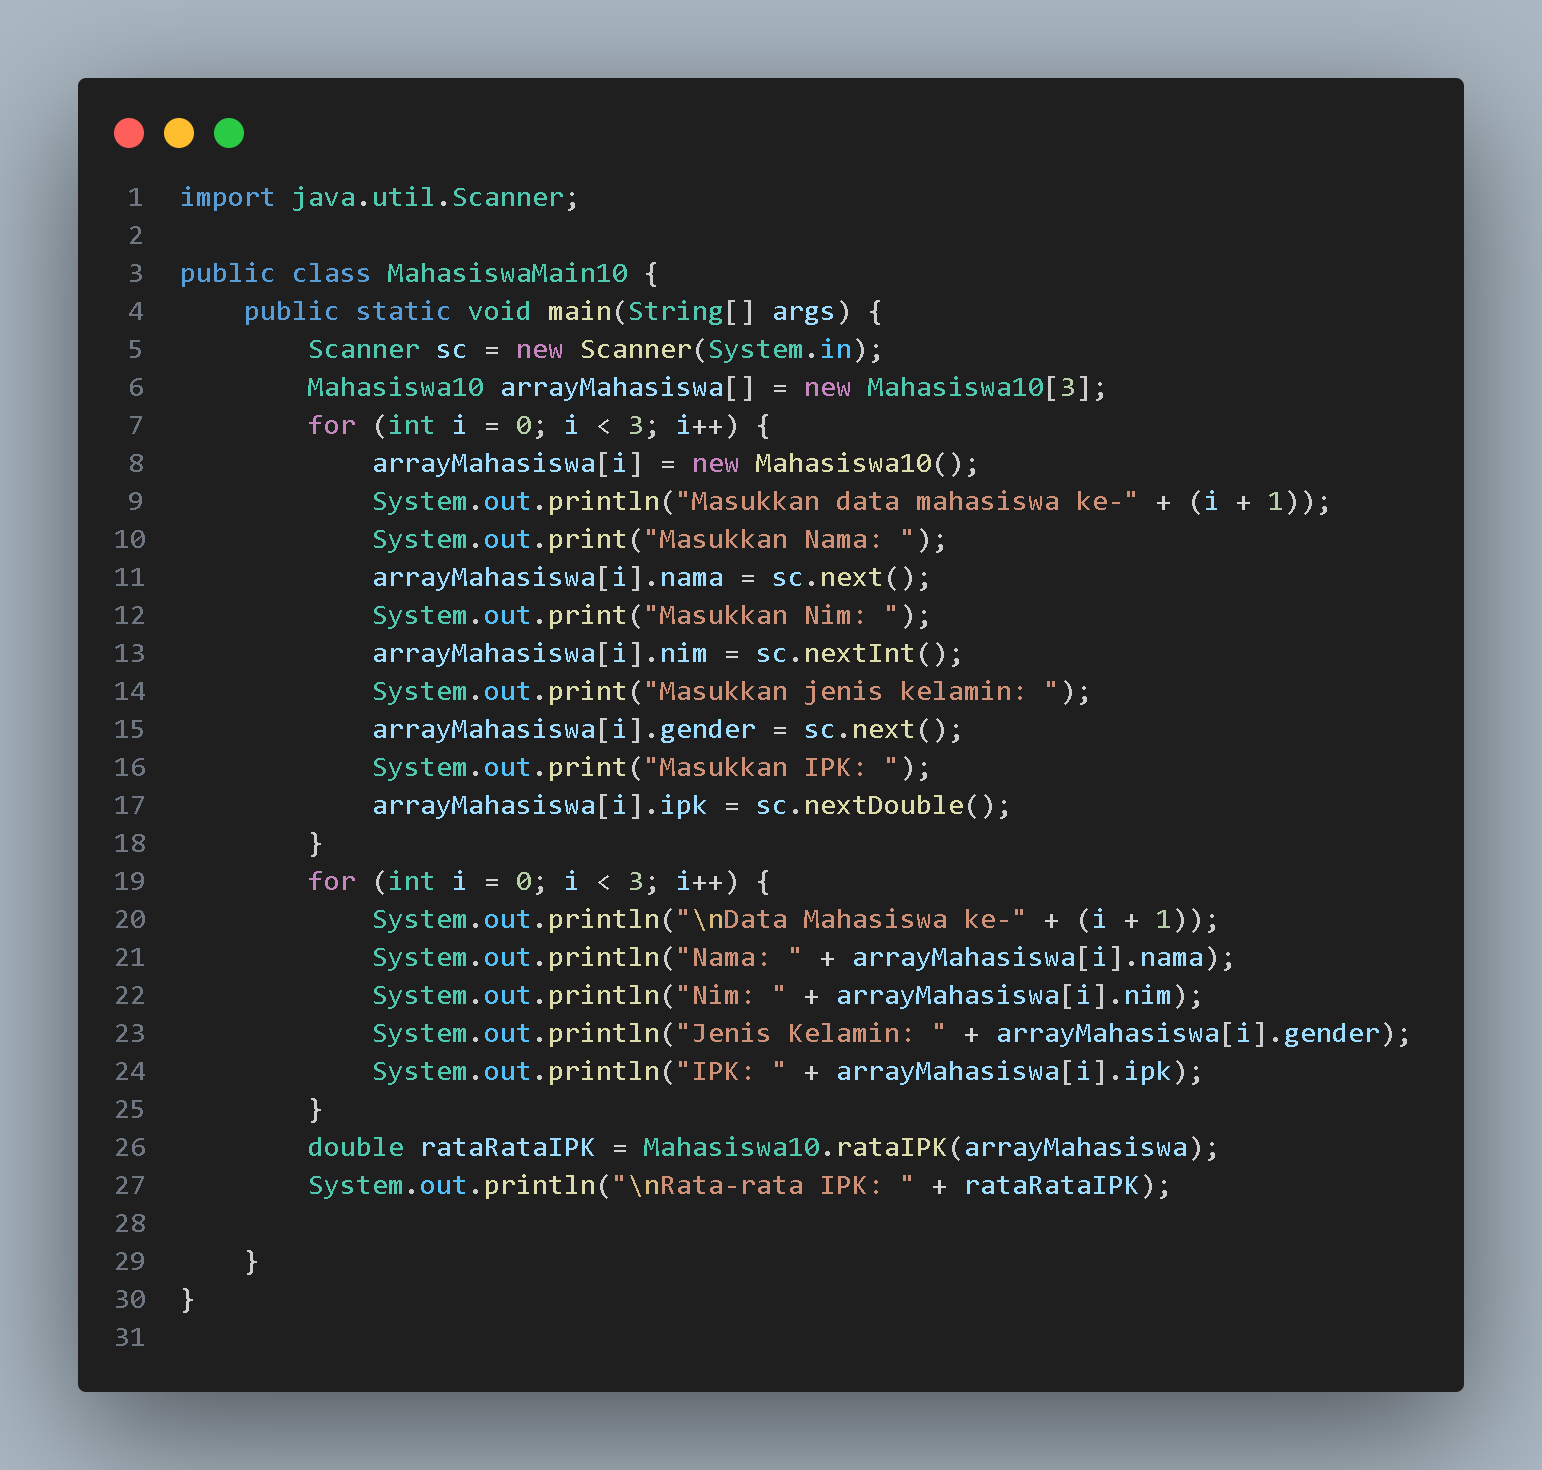 1 import java.util.Scanner;
2
3 public class MahasiswaMain10 {
4     public static void main(String[] args) {
5         Scanner sc = new Scanner(System.in);
6         Mahasiswa10 arrayMahasiswa[] = new Mahasiswa10[3];
7         for (int i = 0; i < 3; i++) {
8             arrayMahasiswa[i] = new Mahasiswa10();
9             System.out.println("Masukkan data mahasiswa ke-" + (i + 1));
10             System.out.print("Masukkan Nama: ");
11             arrayMahasiswa[i].nama = sc.next();
12             System.out.print("Masukkan Nim: ");
13             arrayMahasiswa[i].nim = sc.nextInt();
14             System.out.print("Masukkan jenis kelamin: ");
15             arrayMahasiswa[i].gender = sc.next();
16             System.out.print("Masukkan IPK: ");
17             arrayMahasiswa[i].ipk = sc.nextDouble();
18         }
19         for (int i = 0; i < 3; i++) {
20             System.out.println("\nData Mahasiswa ke-" + (i + 1));
21             System.out.println("Nama: " + arrayMahasiswa[i].nama);
22             System.out.println("Nim: " + arrayMahasiswa[i].nim);
23             System.out.println("Jenis Kelamin: " + arrayMahasiswa[i].gender);
24             System.out.println("IPK: " + arrayMahasiswa[i].ipk);
25         }
26         double rataRataIPK = Mahasiswa10.rataIPK(arrayMahasiswa);
27         System.out.println("\nRata-rata IPK: " + rataRataIPK);
28
29     }
30 }
31